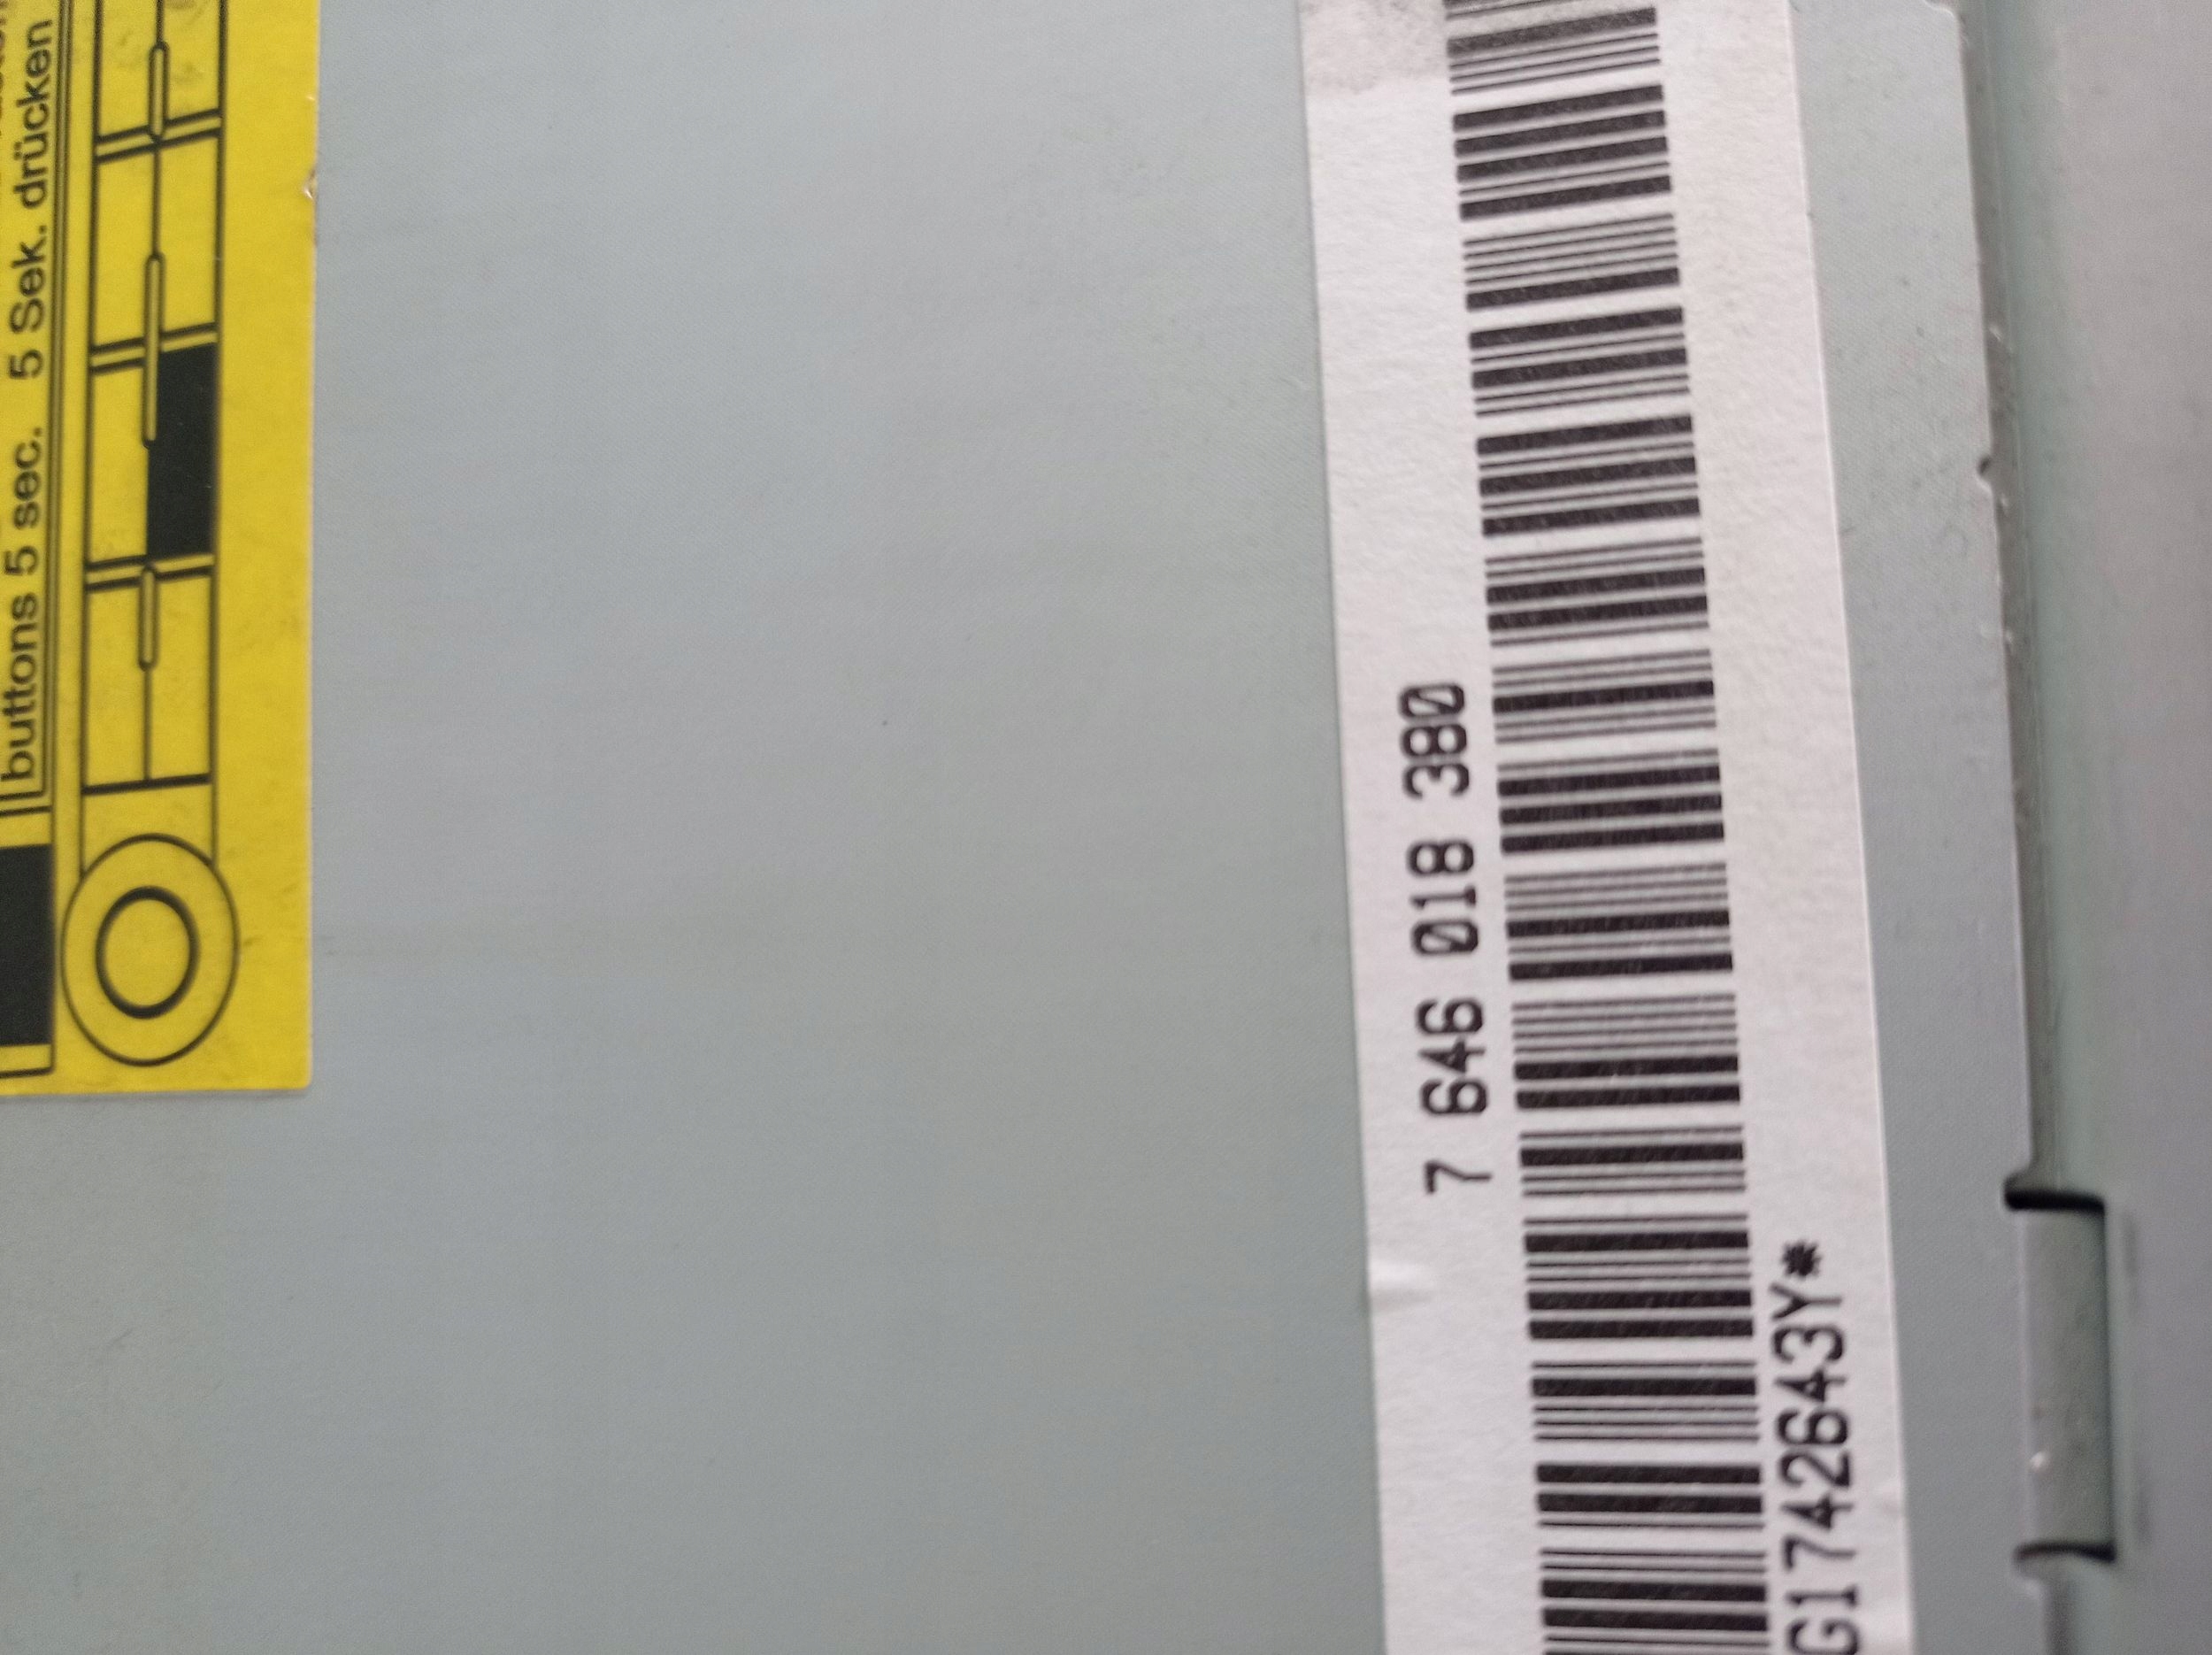 buttons 5 sec. 5 Sek. drücken
7 646 018 380
G1742643Y*